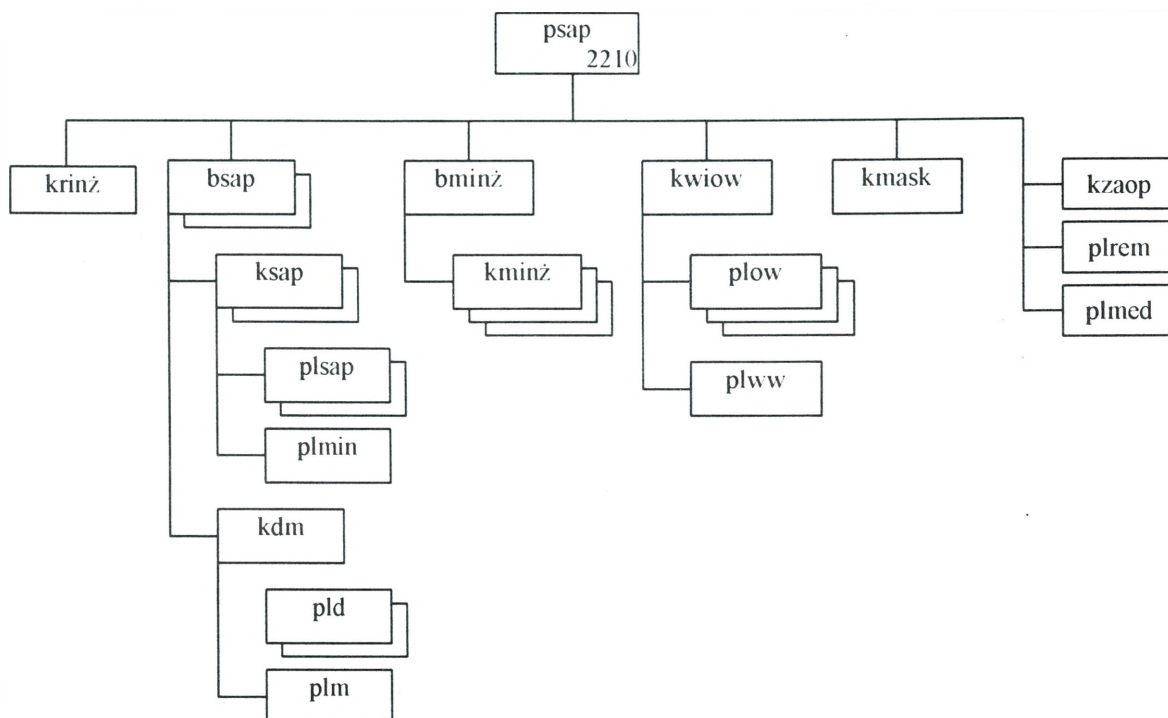 psap
2210
krinż
bsap
bminż
kwiow
kmask
kzaop
plrem
plmed
ksap
kminż
plow
plsap
plww
plmin
kdm
pld
plm